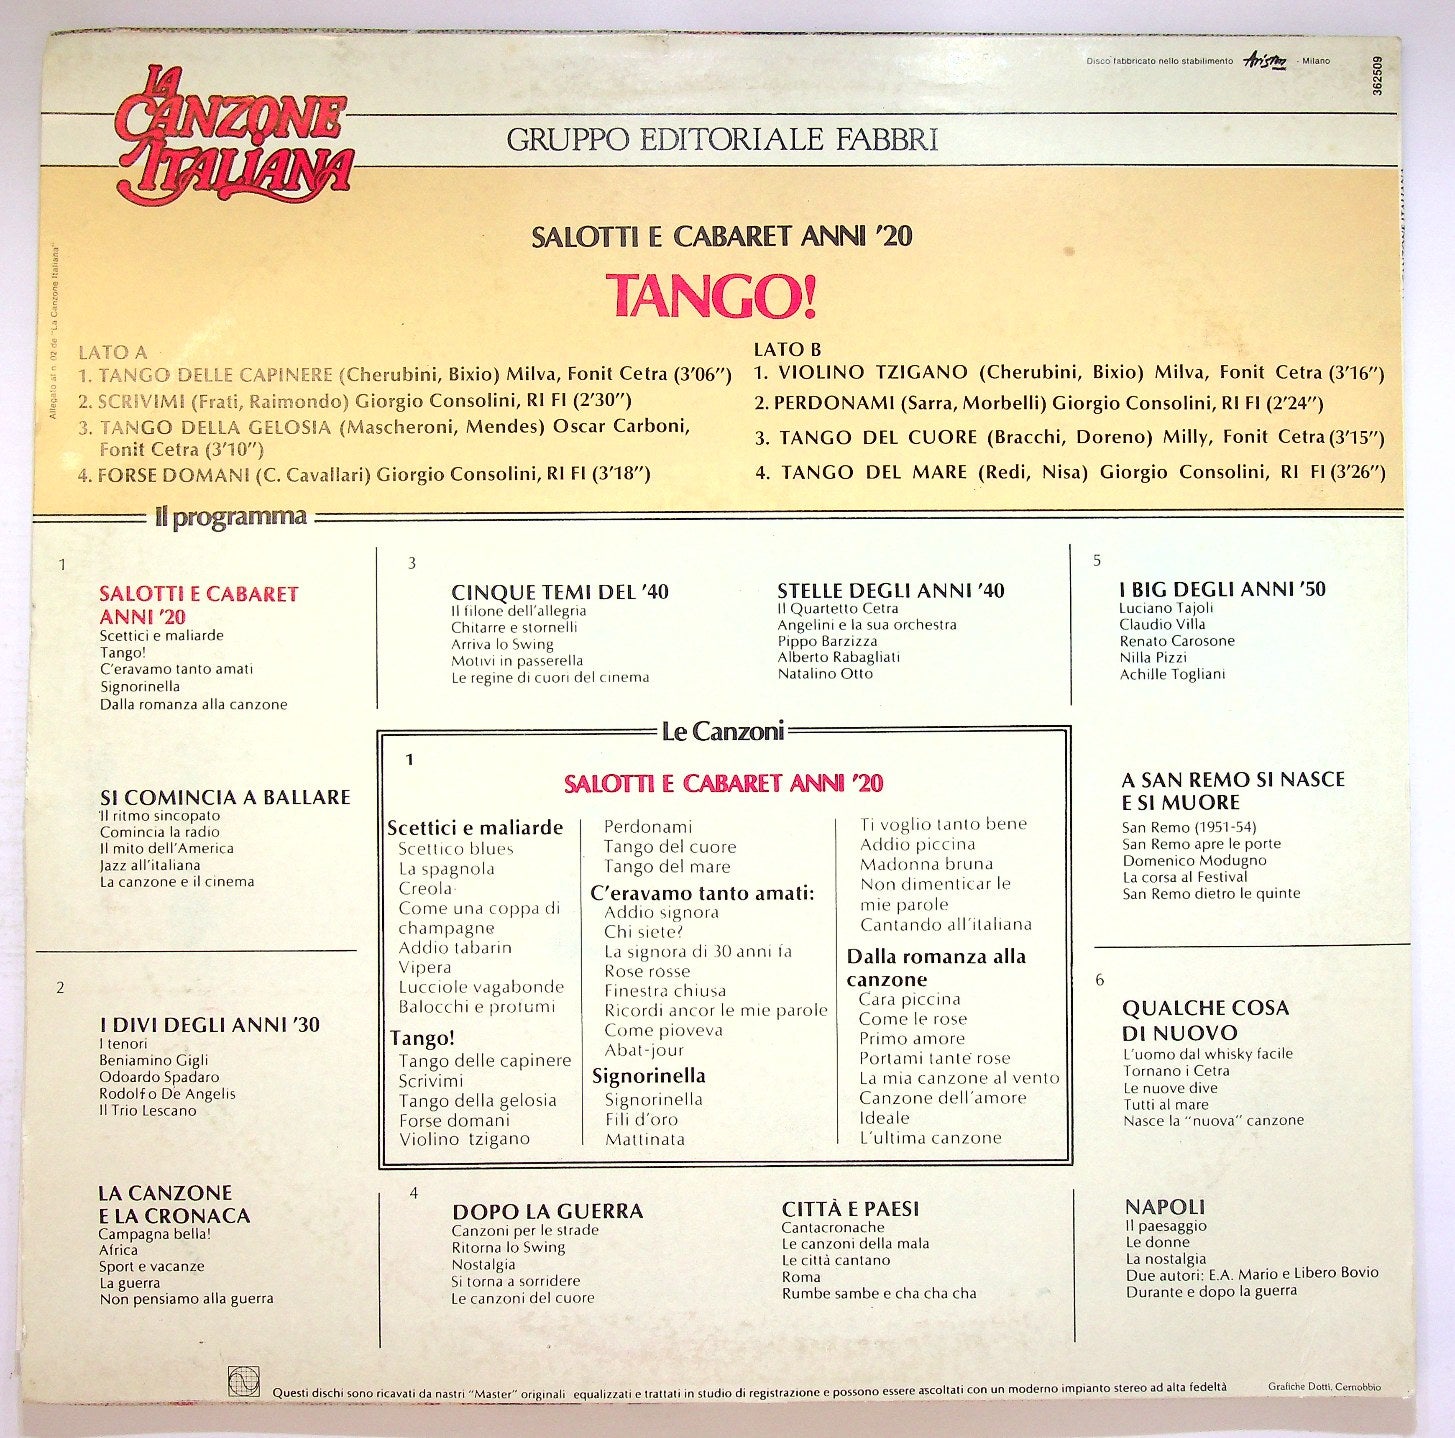 LA
CANZONE
ITALIANA
Disco fabbricato nello stabilimento Ariston - Milano
362509
GRUPPO EDITORIALE FABBRI
Allegato al n. 02 de "La Canzone Italiana"
SALOTTI E CABARET ANNI '20
TANGO!
LATO A
1. TANGO DELLE CAPINERE (Cherubini, Bixio) Milva, Fonit Cetra (3'06")
2. SCRIVIMI (Frati, Raimondo) Giorgio Consolini, RI FI (2'30")
3. TANGO DELLA GELOSIA (Mascheroni, Mendes) Oscar Carboni,
Fonit Cetra (3'10")
4. FORSE DOMANI (C. Cavallari) Giorgio Consolini, RI FI (3'18")
LATO B
1. VIOLINO TZIGANO (Cherubini, Bixio) Milva, Fonit Cetra (3'16")
2. PERDONAMI (Sarra, Morbelli) Giorgio Consolini, RI FI (2'24")
3. TANGO DEL CUORE (Bracchi, Doreno) Milly, Fonit Cetra (3'15")
4. TANGO DEL MARE (Redi, Nisa) Giorgio Consolini, RI FI (3'26")
Il programma
1
SALOTTI E CABARET
ANNI '20
Scettici e maliarde
Tango!
C'eravamo tanto amati
Signorinella
Dalla romanza alla canzone
SI COMINCIA A BALLARE
Il ritmo sincopato
Comincia la radio
Il mito dell'America
Jazz all'italiana
La canzone e il cinema
2
I DIVI DEGLI ANNI '30
I tenori
Beniamino Gigli
Odoardo Spadaro
Rodolfo De Angelis
Il Trio Lescano
LA CANZONE
E LA CRONACA
Campagna bella!
Africa
Sport e vacanze
La guerra
Non pensiamo alla guerra
3
CINQUE TEMI DEL '40
Il filone dell'allegria
Chitarre e stornelli
Arriva lo Swing
Motivi in passerella
Le regine di cuori del cinema
STELLE DEGLI ANNI '40
Il Quartetto Cetra
Angelini e la sua orchestra
Pippo Barzizza
Alberto Rabagliati
Natalino Otto
Le Canzoni
1
SALOTTI E CABARET ANNI '20
Scettici e maliarde
Scettico blues
La spagnola
Creola
Come una coppa di
champagne
Addio tabarin
Vipera
Lucciole vagabonde
Balocchi e profumi
Tango!
Tango delle capinere
Scrivimi
Tango della gelosia
Forse domani
Violino tzigano
Perdonami
Tango del cuore
Tango del mare
C'eravamo tanto amati:
Addio signora
Chi siete?
La signora di 30 anni fa
Rose rosse
Finestra chiusa
Ricordi ancor le mie parole
Come pioveva
Abat-jour
Signorinella
Signorinella
Fili d'oro
Mattinata
Ti voglio tanto bene
Addio piccina
Madonna bruna
Non dimenticar le
mie parole
Cantando all'italiana
Dalla romanza alla
canzone
Cara piccina
Come le rose
Primo amore
Portami tante rose
La mia canzone al vento
Canzone dell'amore
Ideale
L'ultima canzone
4
DOPO LA GUERRA
Canzoni per le strade
Ritorna lo Swing
Nostalgia
Si torna a sorridere
Le canzoni del cuore
CITTÀ E PAESI
Cantacronache
Le canzoni della mala
Le città cantano
Roma
Rumbe sambe e cha cha cha
5
I BIG DEGLI ANNI '50
Luciano Tajoli
Claudio Villa
Renato Carosone
Nilla Pizzi
Achille Togliani
A SAN REMO SI NASCE
E SI MUORE
San Remo (1951-54)
San Remo apre le porte
Domenico Modugno
La corsa al Festival
San Remo dietro le quinte
6
QUALCHE COSA
DI NUOVO
L'uomo dal whisky facile
Tornano i Cetra
Le nuove dive
Tutti al mare
Nasce la "nuova" canzone
NAPOLI
Il paesaggio
Le donne
La nostalgia
Due autori: E.A. Mario e Libero Bovio
Durante e dopo la guerra
Questi dischi sono ricavati da nastri "Master" originali equalizzati e trattati in studio di registrazione e possono essere ascoltati con un moderno impianto stereo ad alta fedeltà
Grafiche Dotti, Cernobbio